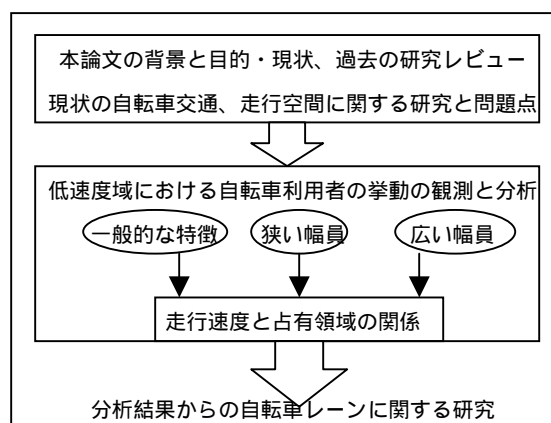 本論文の背景と目的・現状、過去の研究レビュー
現状の自転車交通、走行空間に関する研究と問題点
低速度域における自転車利用者の挙動の観測と分析
一般的な特徴 狭い幅員 広い幅員
走行速度と占有領域の関係
分析結果からの自転車レーンに関する研究